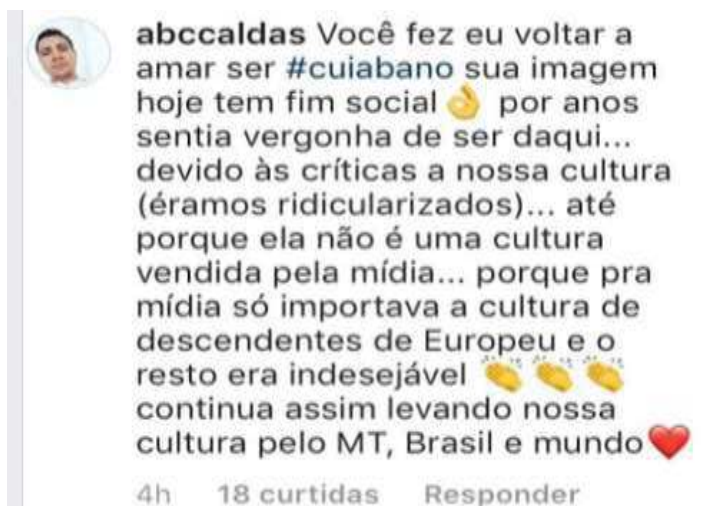 abccaldas Você fez eu voltar a
amar ser #cuiabano sua imagem
hoje tem fim social 👌 por anos
sentia vergonha de ser daqui...
devido às críticas a nossa cultura
(éramos ridicularizados)... até
porque ela não é uma cultura
vendida pela mídia... porque pra
mídia só importava a cultura de
descendentes de Europeu e o
resto era indesejável 👏👏👏
continua assim levando nossa
cultura pelo MT, Brasil e mundo❤️
4h 18 curtidas Responder